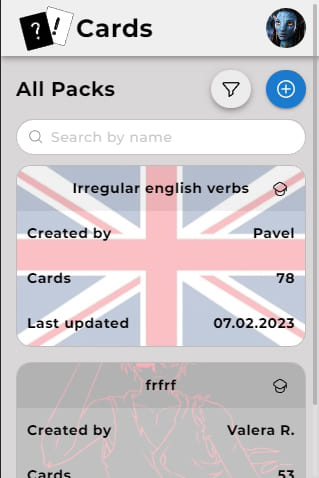 ? ! Cards
All Packs
Search by name
Irregular english verbs
Created by Pavel
Cards 78
Last updated 07.02.2023
frfrf
Created by Valera R.
Cards 53